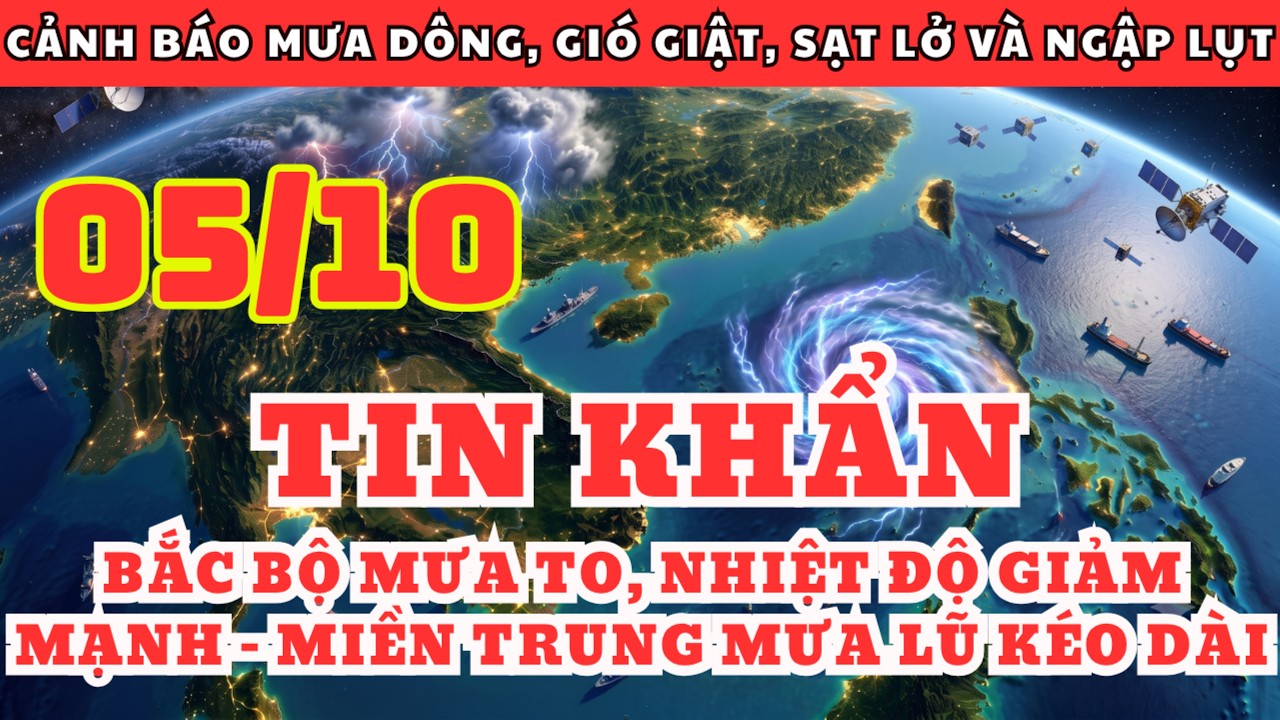 CẢNH BÁO MƯA DÔNG, GIÓ GIẬT, SẠT LỞ VÀ NGẬP LỤT
05/10
TIN KHẨN
BẮC BỘ MƯA TO, NHIỆT ĐỘ GIẢM
MẠNH - MIỀN TRUNG MƯA LŨ KÉO DÀI